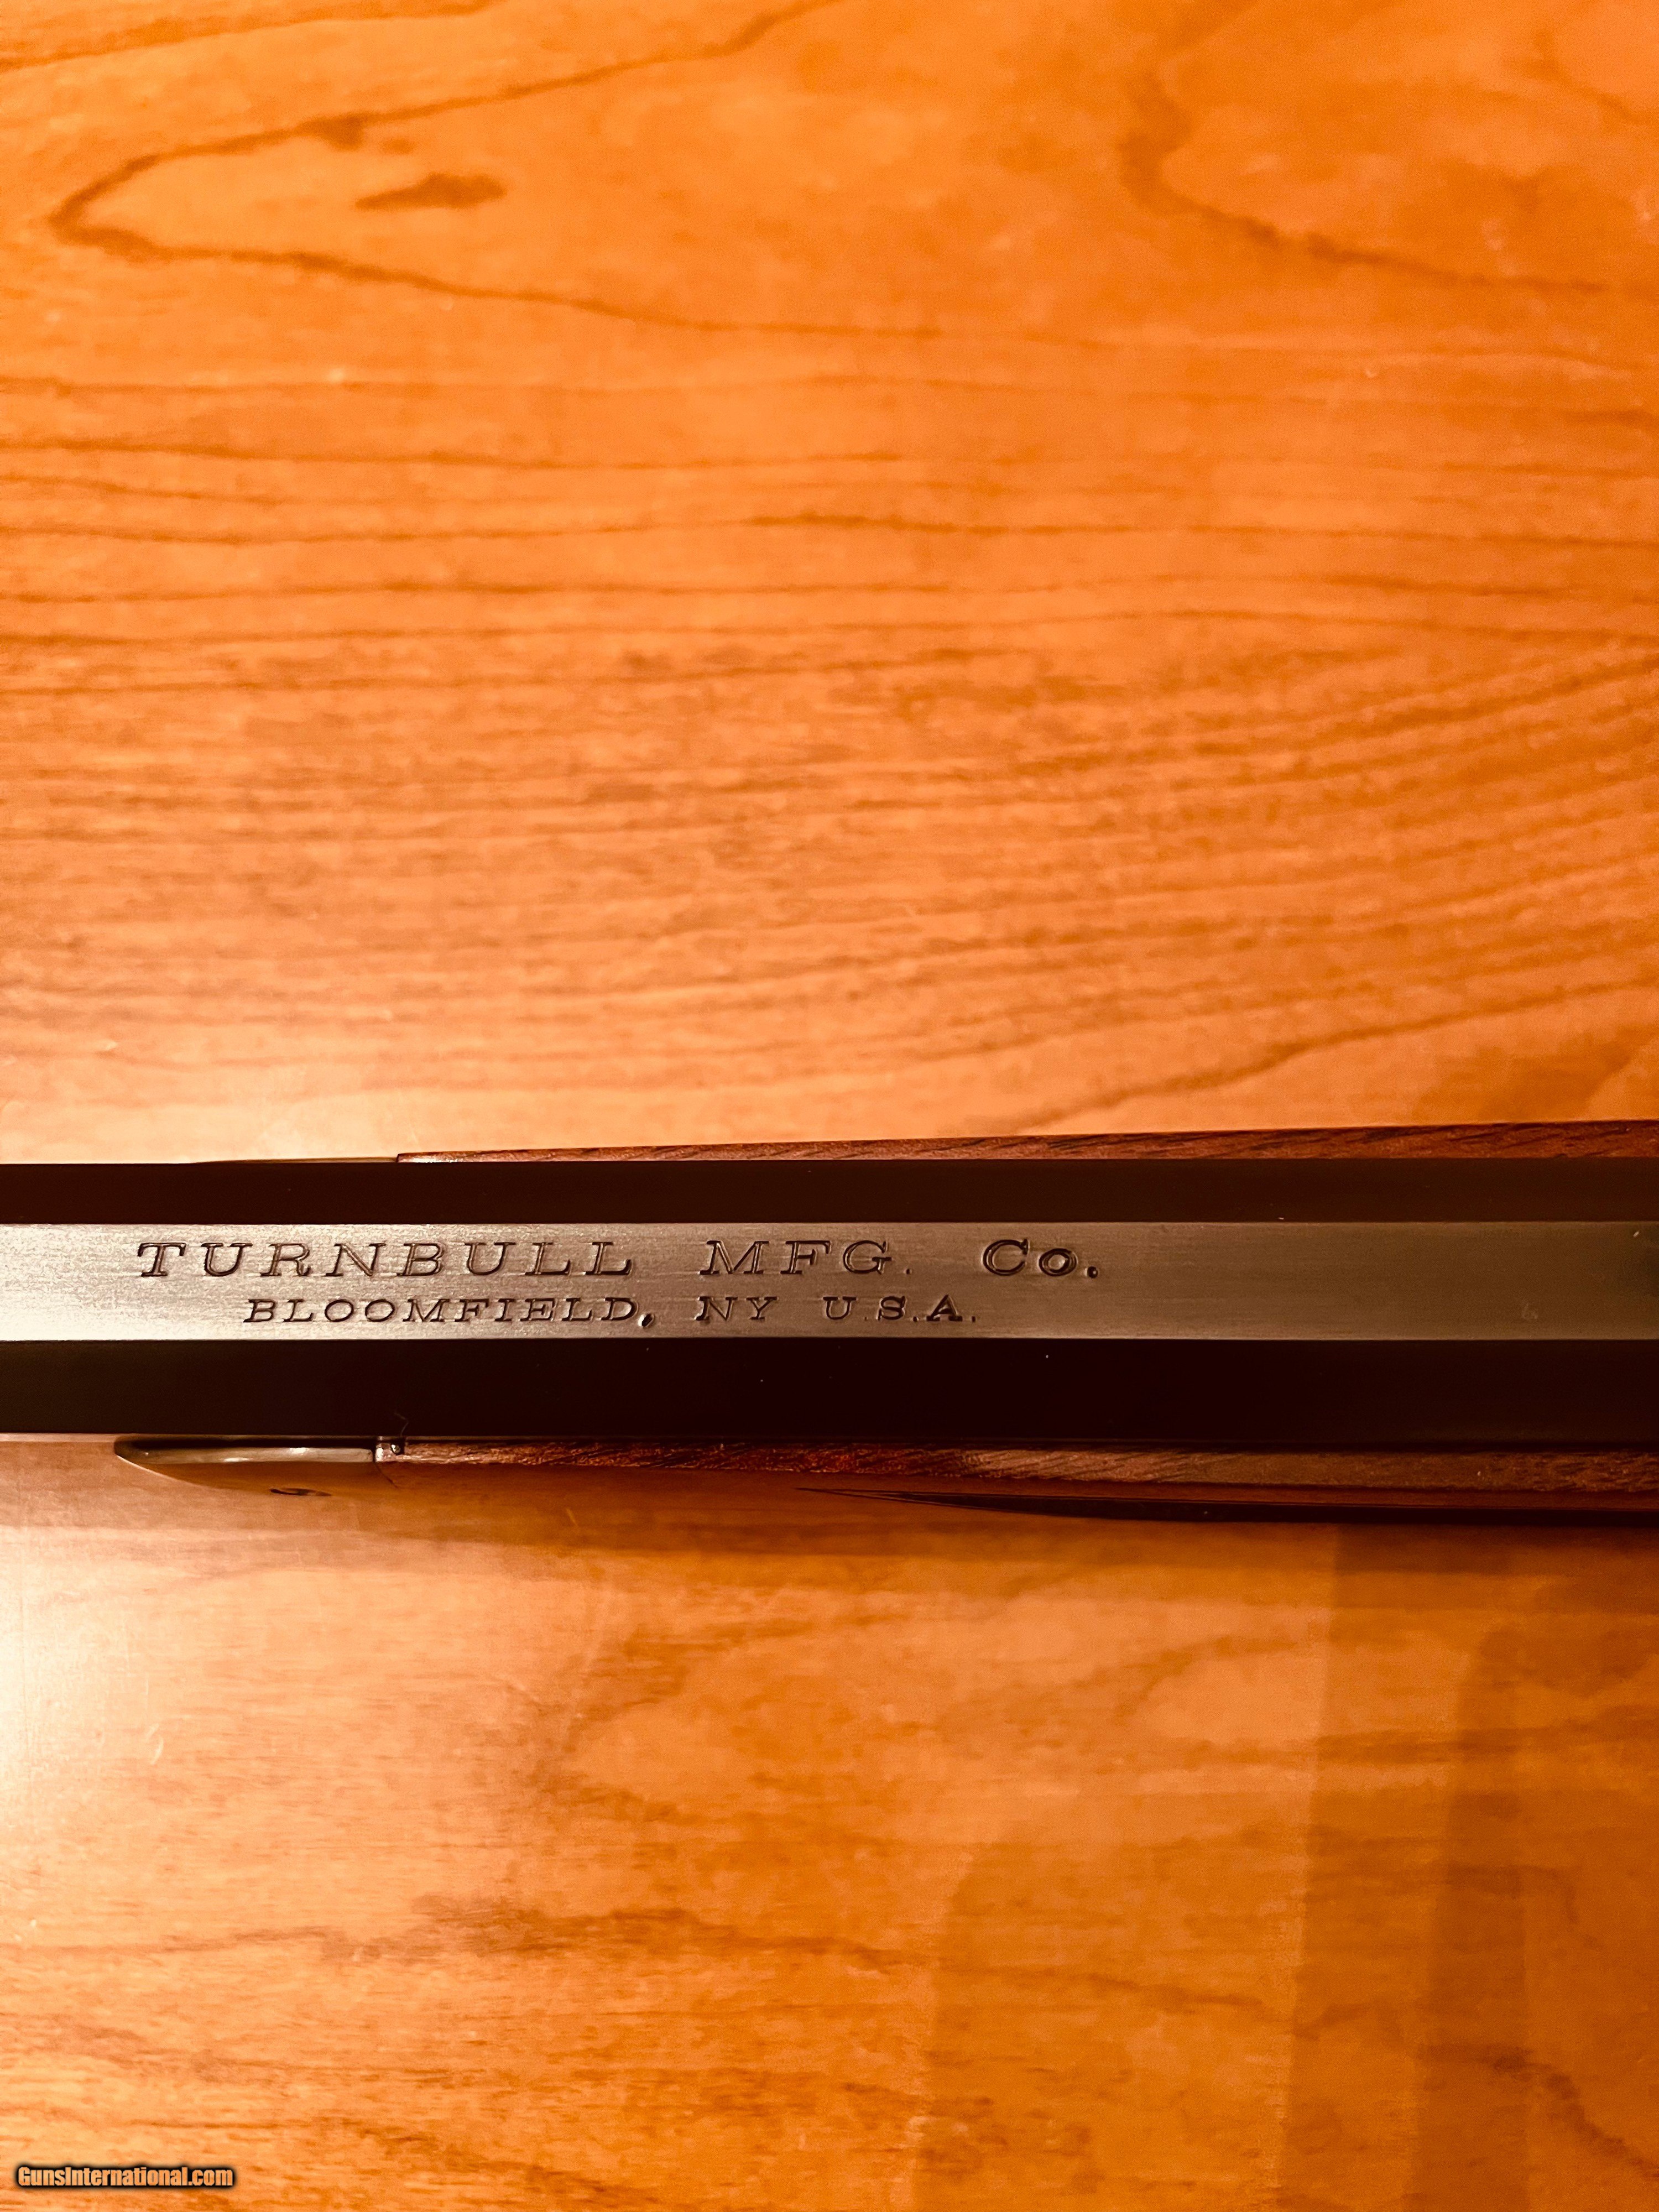 TURNBULL MFG. Co.
BLOOMFIELD, NY U.S.A.
GunsInternational.com